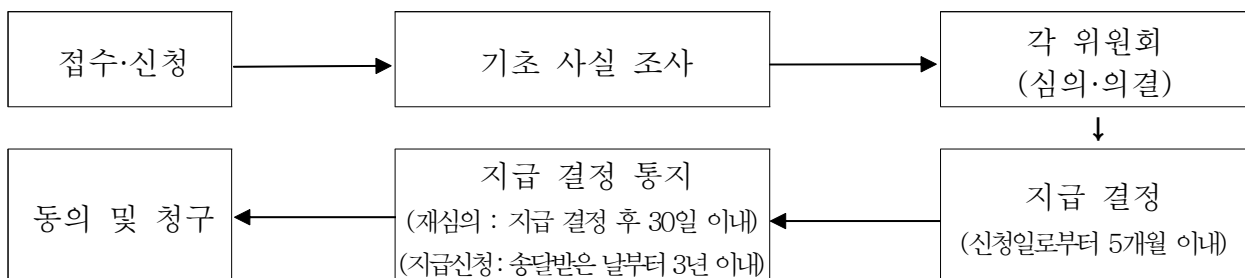 접수·신청
기초 사실 조사
각 위원회
(심의·의결)
↓
지급 결정
(신청일로부터 5개월 이내)
지급 결정 통지
(재심의 : 지급 결정 후 30일 이내)
(지급신청 : 송달받은 날부터 3년 이내)
동의 및 청구